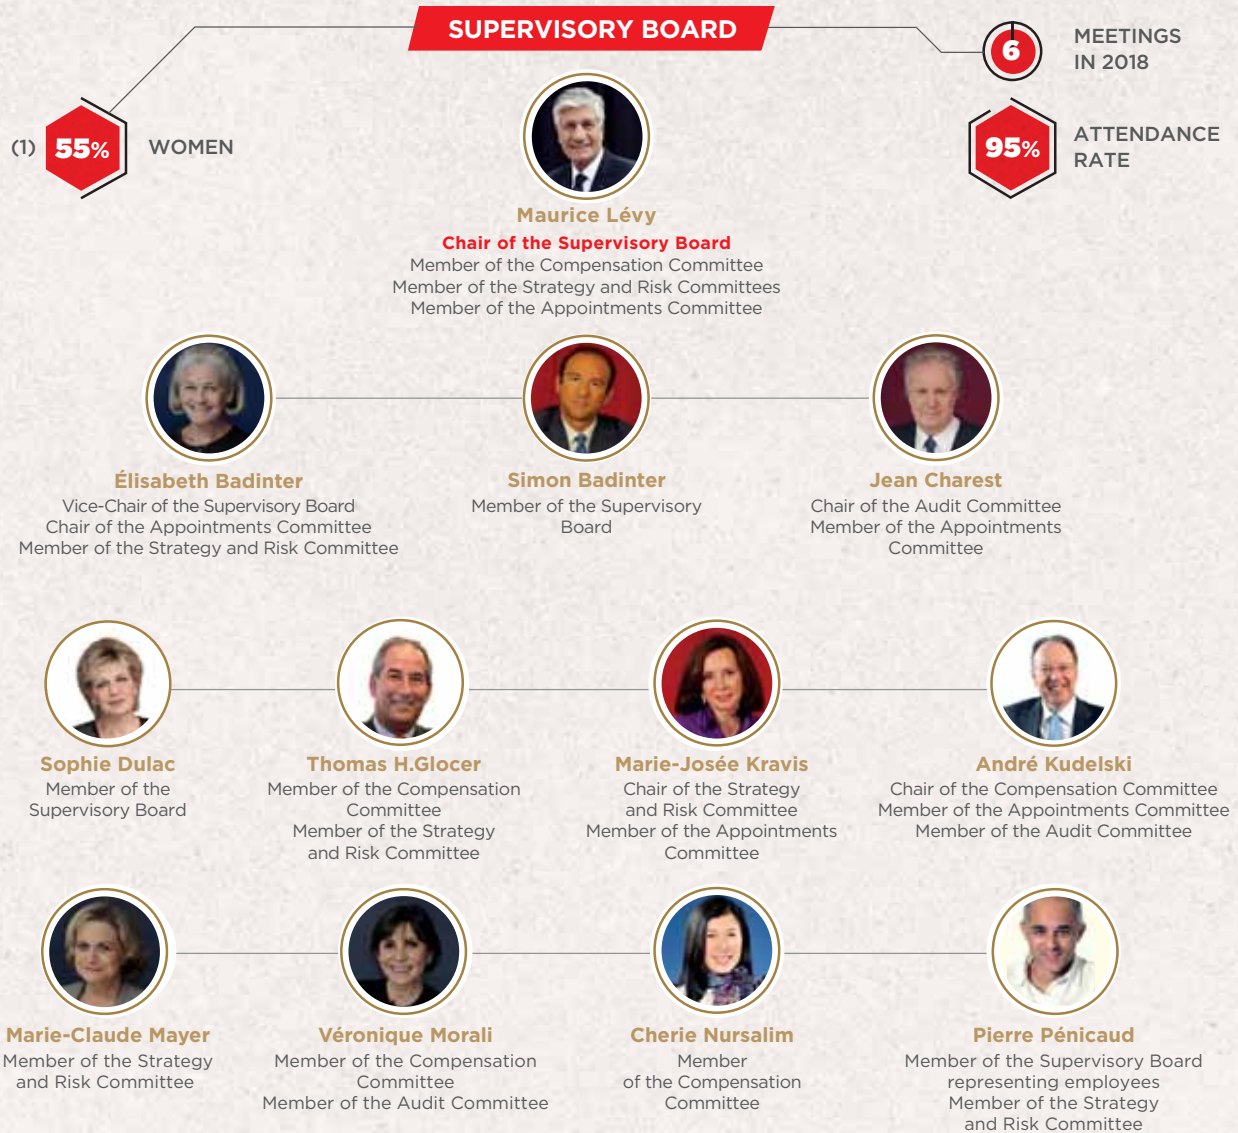 SUPERVISORY BOARD
6
MEETINGS
IN 2018
(1) 55% WOMEN
95%
ATTENDANCE
RATE
Maurice Lévy
Chair of the Supervisory Board
Member of the Compensation Committee
Member of the Strategy and Risk Committees
Member of the Appointments Committee
Élisabeth Badinter
Vice-Chair of the Supervisory Board
Chair of the Appointments Committee
Member of the Strategy and Risk Committee
Simon Badinter
Member of the Supervisory
Board
Jean Charest
Chair of the Audit Committee
Member of the Appointments
Committee
Sophie Dulac
Member of the
Supervisory Board
Thomas H.Glocer
Member of the Compensation
Committee
Member of the Strategy
and Risk Committee
Marie-Josée Kravis
Chair of the Strategy
and Risk Committee
Member of the Appointments
Committee
André Kudelski
Chair of the Compensation Committee
Member of the Appointments Committee
Member of the Audit Committee
Marie-Claude Mayer
Member of the Strategy
and Risk Committee
Véronique Morali
Member of the Compensation
Committee
Member of the Audit Committee
Cherie Nursalim
Member
of the Compensation
Committee
Pierre Pénicaud
Member of the Supervisory Board
representing employees
Member of the Strategy
and Risk Committee